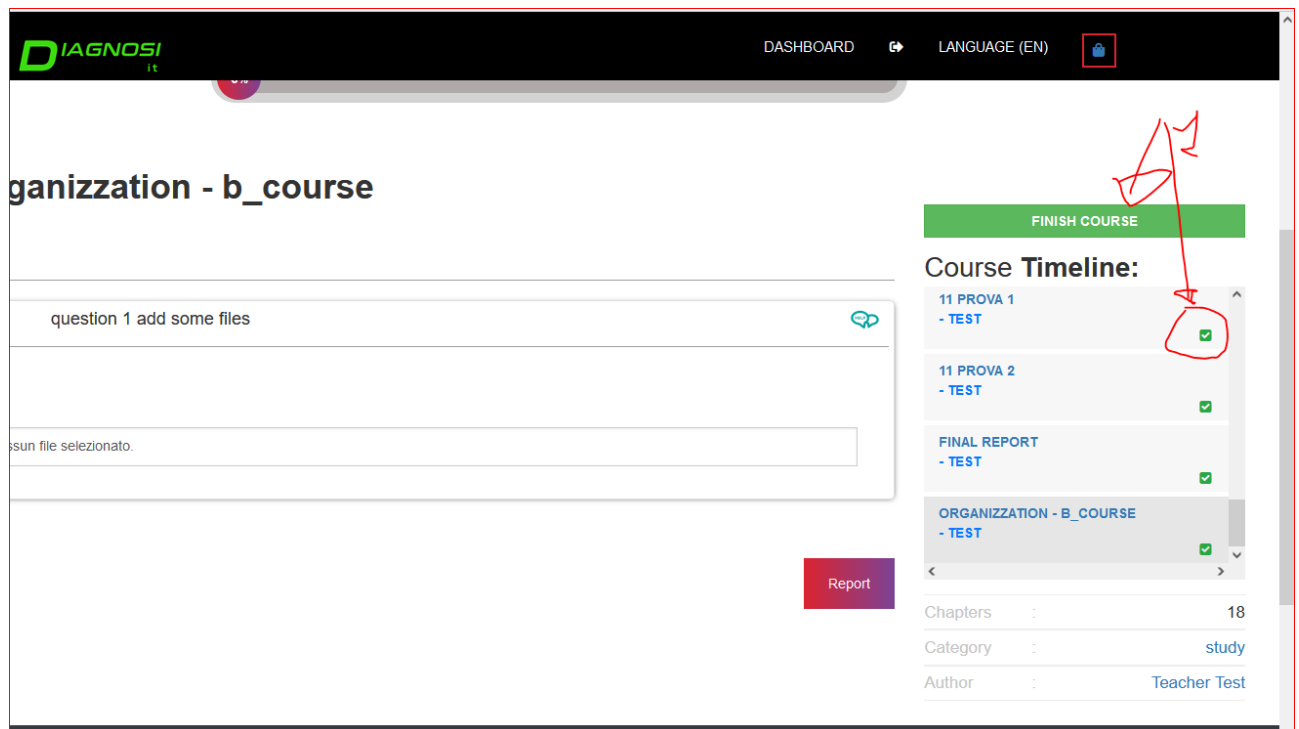 DIAGNOSI
it
DASHBOARD
LANGUAGE (EN)
ganizzation - b_course
FINISH COURSE
Course Timeline:
question 1 add some files
HELP
ssun file selezionato.
Report
11 PROVA 1
- TEST
11 PROVA 2
- TEST
FINAL REPORT
- TEST
ORGANIZZATION - B_COURSE
- TEST
Chapters : 18
Category : study
Author : Teacher Test